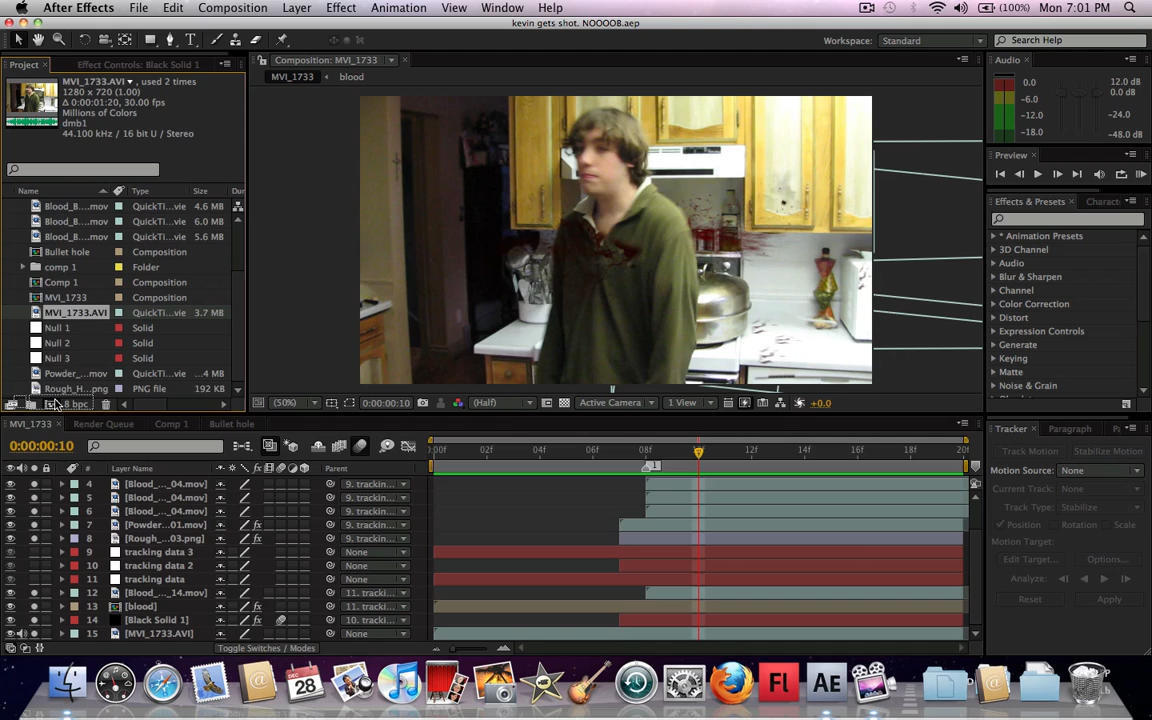 After Effects File Edit Composition Layer Effect Animation View Window Help (100%) Mon 7:01 PM
kevin gets shot. NOOOOB.aep
Workspace: Standard Search Help
Project Effect Controls: Black Solid 1
MVI_1733.AVI , used 2 times
1280 x 720 (1.00)
Δ 0:00:01:20, 30.00 fps
Millions of Colors
dmb1
44.100 kHz / 16 bit U / Stereo
Name Type Size Dur
Blood_B....mov QuickTi...vie 4.6 MB
Blood_B....mov QuickTi...vie 6.0 MB
Blood_B....mov QuickTi...vie 5.6 MB
Bullet hole Composition
comp 1 Folder
Comp 1 Composition
MVI_1733 Composition
MVI_1733.AVI QuickTi...vie 3.7 MB
Null 1 Solid
Null 2 Solid
Null 3 Solid
Powder_...mov QuickTi...vie ...4 MB
Rough_H...png PNG file 192 KB
8 bpc
Composition: MVI_1733
MVI_1733 blood
(50%) 0:00:00:10 (Half) Active Camera 1 View +0.0
Audio
0.0 12.0 dB
-6.0 0.0 dB
-12.0 -24.0
-18.0 -48.0 dB
Preview
Effects & Presets Charact
* Animation Presets
3D Channel
Audio
Blur & Sharpen
Channel
Color Correction
Distort
Expression Controls
Generate
Keying
Matte
Noise & Grain
MVI_1733 Render Queue Comp 1 Bullet hole
0:00:00:10
:00f 02f 04f 06f 08f 12f 14f 16f 18f 20f
1
# Layer Name Parent
4 [Blood_..._04.mov] 9. trackin...
5 [Blood_..._04.mov] 9. trackin...
6 [Blood_..._04.mov] 9. trackin...
7 [Powder...01.mov] 9. trackin...
8 [Rough_...03.png] 9. trackin...
9 tracking data 3 None
10 tracking data 2 None
11 tracking data None
12 [Blood_..._14.mov] 11. tracki...
13 [blood] 11. tracki...
14 [Black Solid 1] 10. tracki...
15 [MVI_1733.AVI] None
Toggle Switches / Modes
Tracker Paragraph
Track Motion Stabilize Motion
Motion Source: None
Current Track: None
Track Type: Stabilize
Position Rotation Scale
Motion Target:
Edit Target... Options...
Analyze:
Reset Apply
DEC
MONDAY
28
Fl Ae